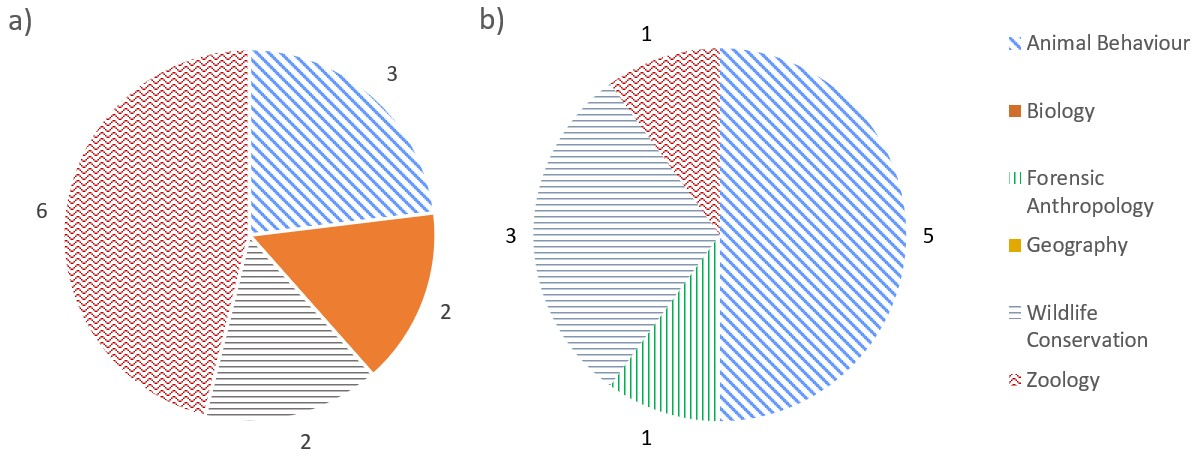 a)
3
6
2
2
b)
1
3
5
1
Animal Behaviour
Biology
Forensic
Anthropology
Geography
Wildlife
Conservation
Zoology